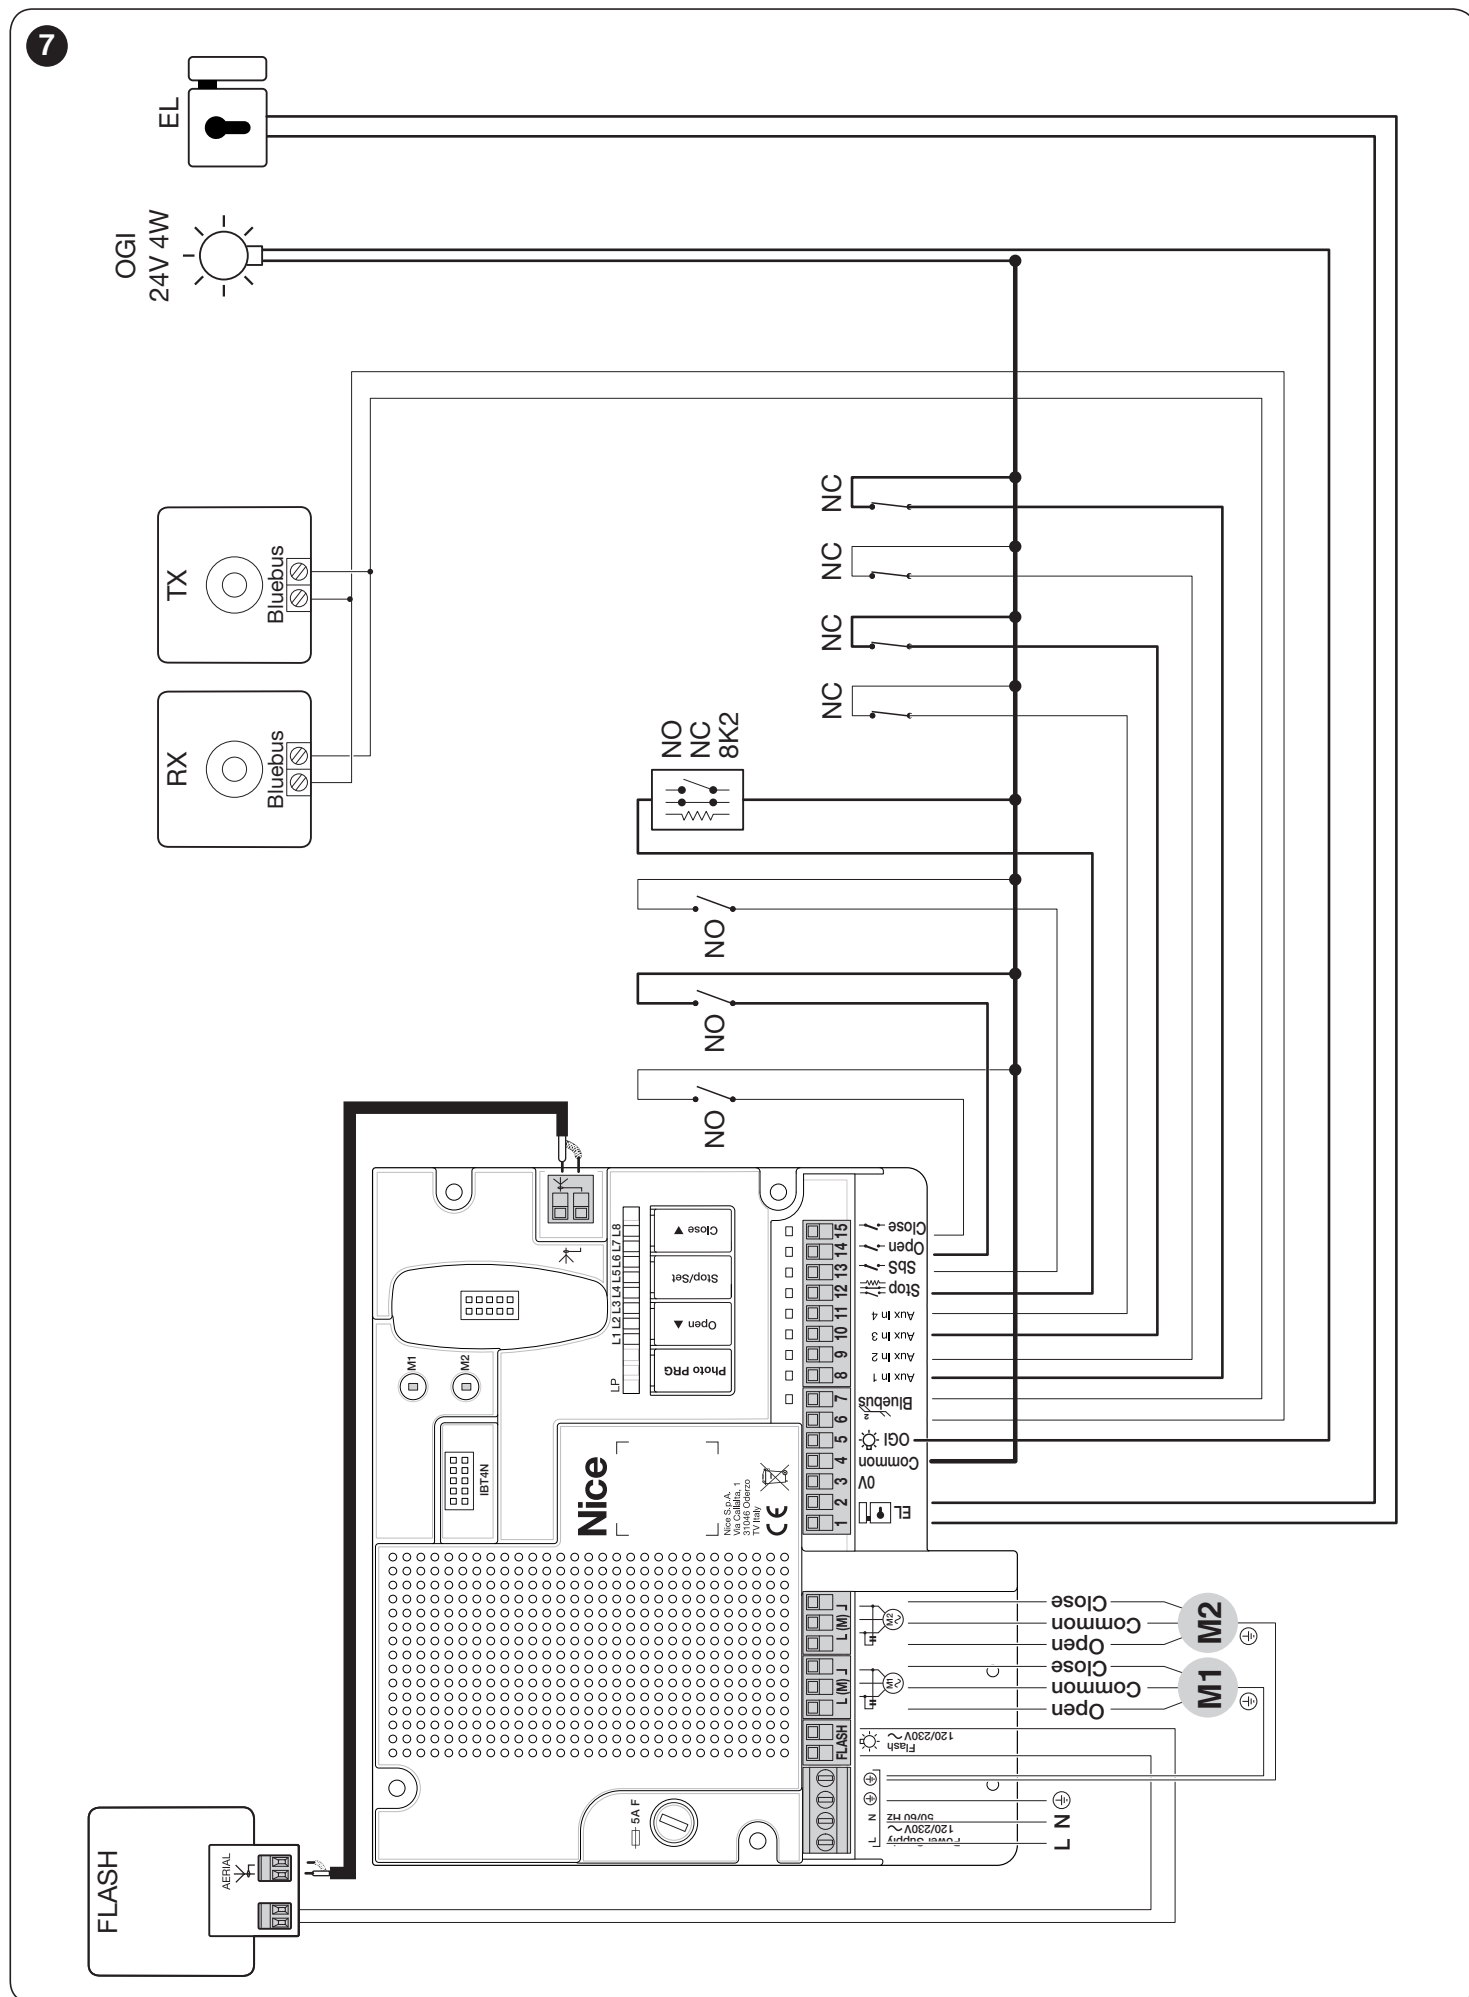 7
EL
OGI
24V 4W
TX
Bluebus
RX
Bluebus
NC
NC
NC
NC
NO
NC
8K2
NO
NO
NO
M1
M2
IBT4N
LP
L1 L2 L3 L4 L5 L6 L7 L8
Photo PRG
Open ▲
Stop/Set
Close ▼
Nice
Nice S.p.A.
Via Callalta, 1
31046 Oderzo
TV Italy
CE
5A F
15 Close
14 Open
13 SbS
12 Stop
11 Aux In 4
10 Aux In 3
9 Aux In 2
8 Aux In 1
7
6
Bluebus
2
5 OGI
4 Common
3 0V
2
1
EL
L (M)
M2
Close
Common
Open
M2
L (M)
M1
Close
Common
Open
M1
FLASH
Flash
120/230V ~
N
L
Power Supply
120/230V ~
50/60 Hz
L N
FLASH
AERIAL